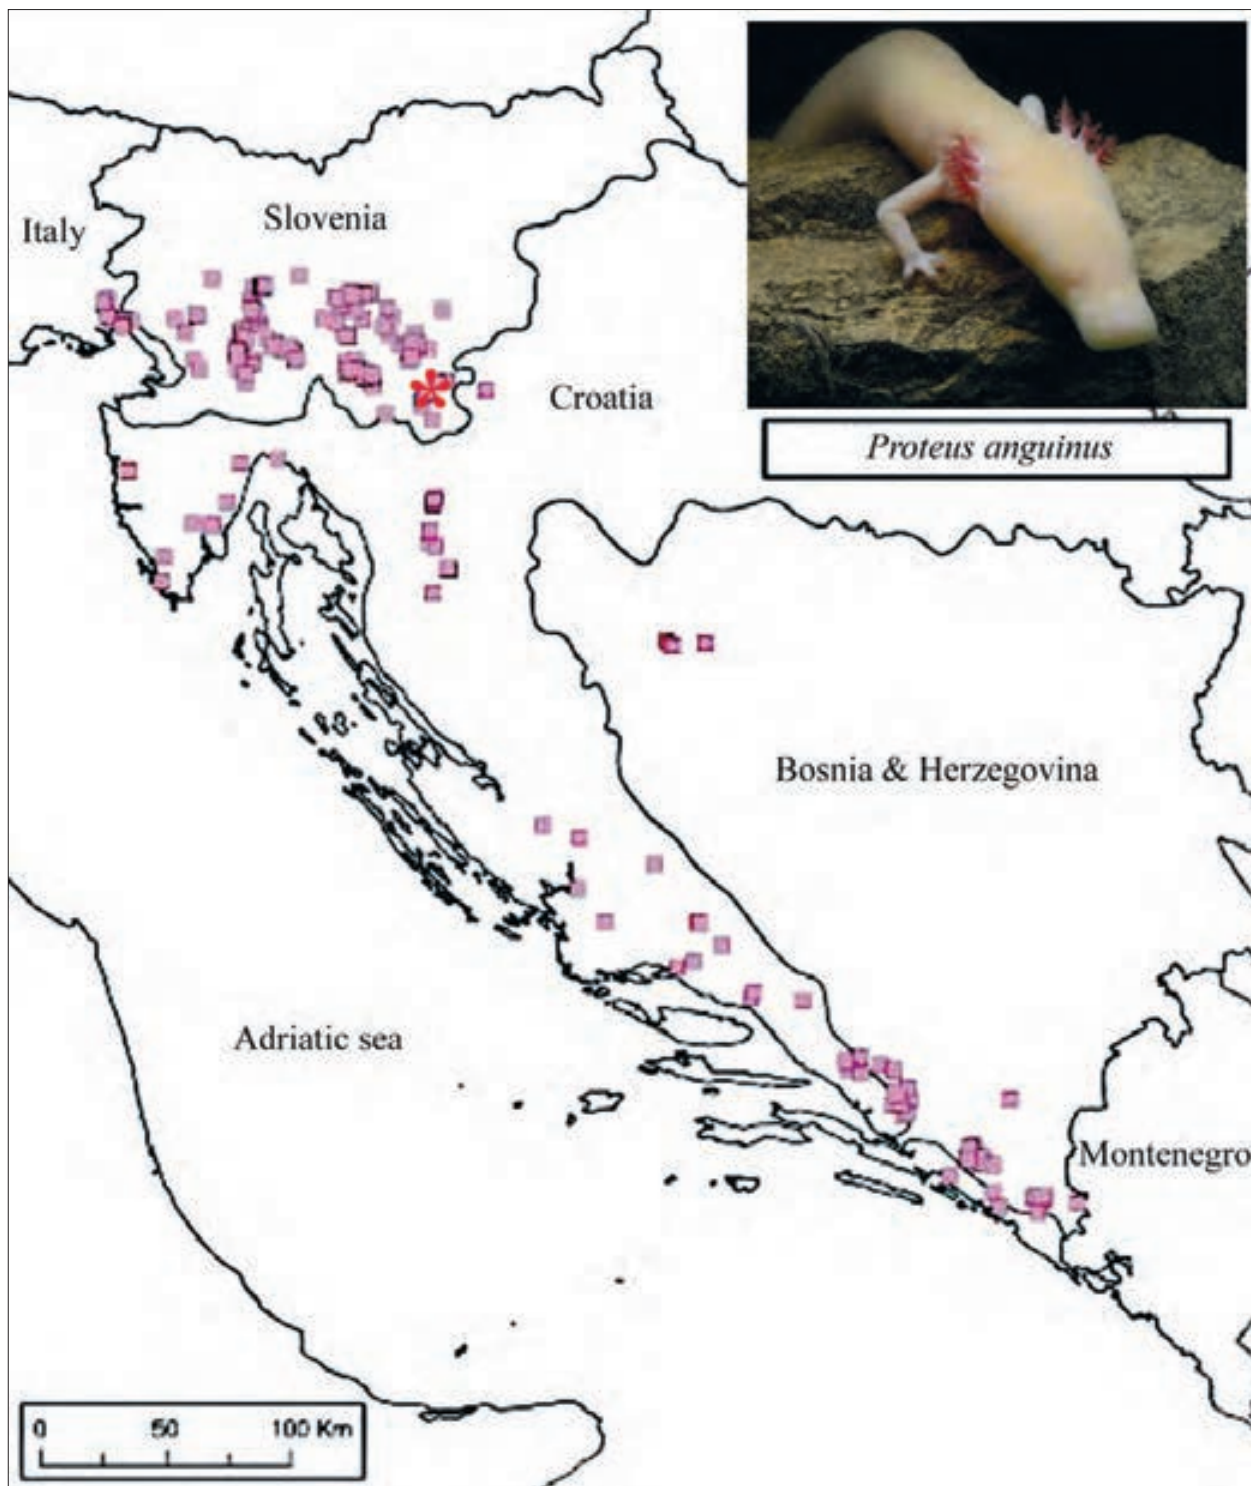 Italy
Slovenia
Croatia
Proteus anguinus
Bosnia & Herzegovina
Adriatic sea
Montenegro
0 50 100 Km